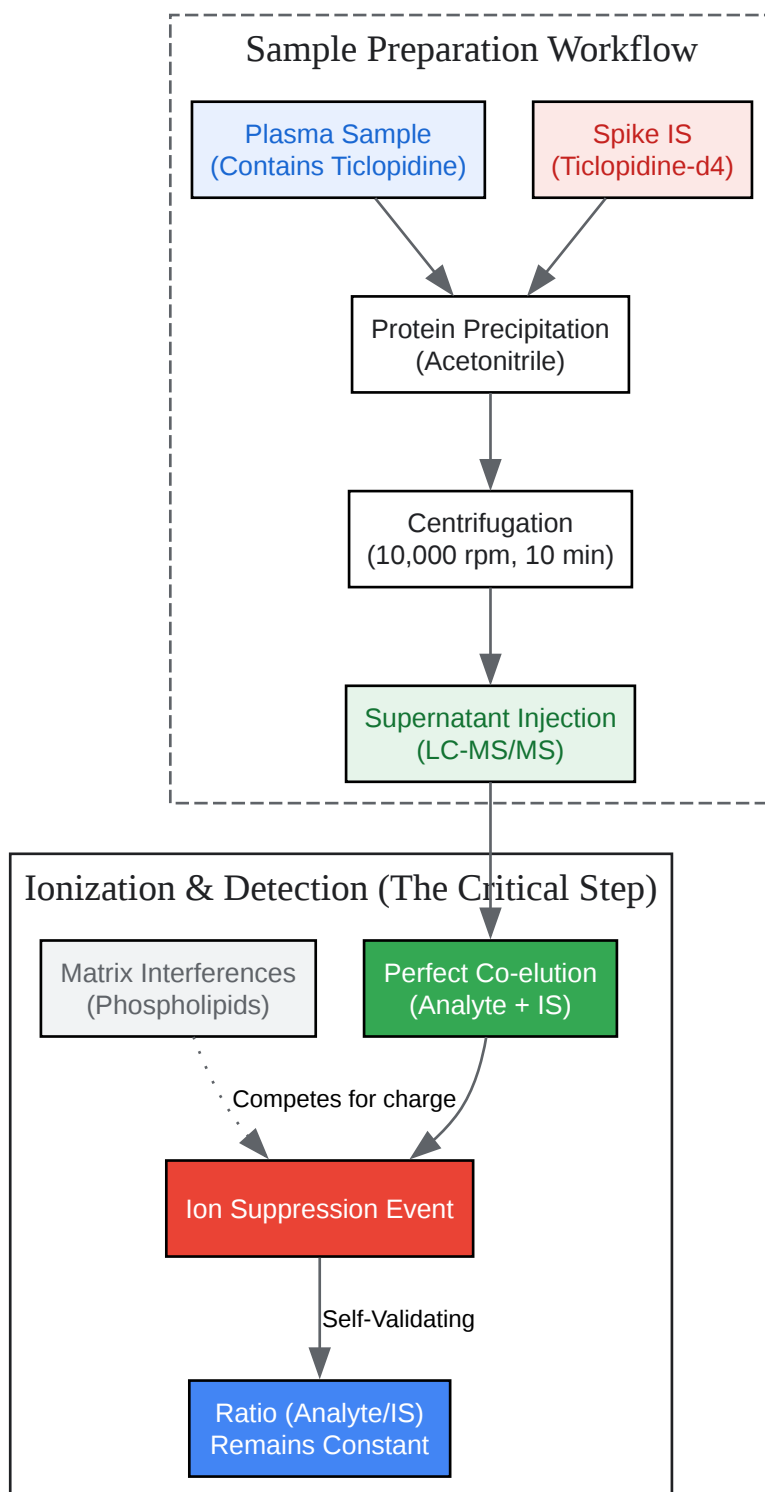 Sample Preparation Workflow
Plasma Sample
(Contains Ticlopidine)
Spike IS
(Ticlopidine-d4)
Protein Precipitation
(Acetonitrile)
Centrifugation
(10,000 rpm, 10 min)
Supernatant Injection
(LC-MS/MS)
Ionization & Detection (The Critical Step)
Matrix Interferences
(Phospholipids)
Perfect Co-elution
(Analyte + IS)
Competes for charge
Ion Suppression Event
Self-Validating
Ratio (Analyte/IS)
Remains Constant